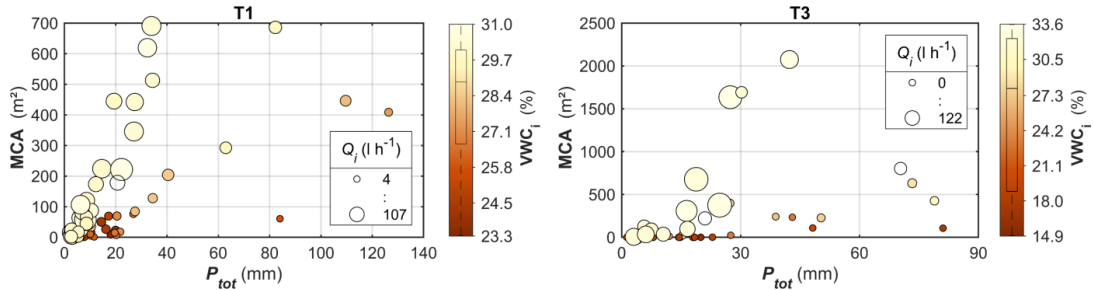 T1
700
600
500
400
300
200
100
0
MCA (m²)
0 20 40 60 80 100 120 140
P_tot (mm)
Q_i (l h⁻¹)
4
:
107
31.0
29.7
28.4
27.1
25.8
24.5
23.3
VWC_i (%)
T3
2500
2000
1500
1000
500
0
MCA (m²)
0 30 60 90
P_tot (mm)
Q_i (l h⁻¹)
0
:
122
33.6
30.5
27.3
24.2
21.1
18.0
14.9
VWC_i (%)